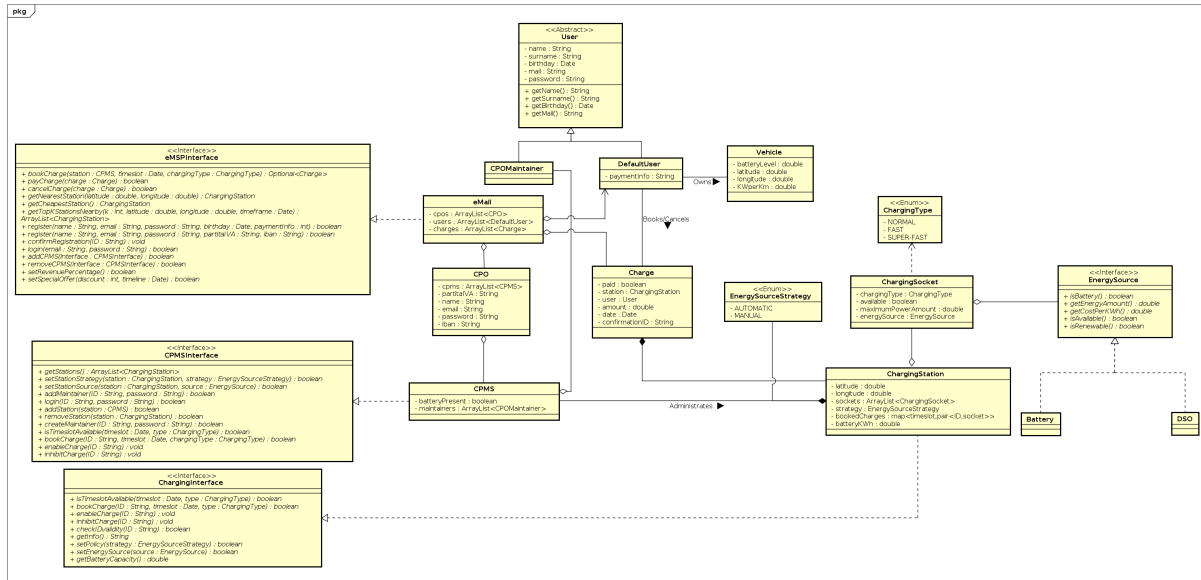 pkg
<<Abstract>>
User
- name : String
- surname : String
- birthday : Date
- mail : String
- password : String
+ getName() : String
+ getSurname() : String
+ getBirthday() : Date
+ getMail() : String
<<Interface>>
eMSPInterface
+ bookCharge(station : CPMS, timeslot : Date, chargingType : ChargingType) : Optional<Charge>
+ payCharge(charge : Charge) : boolean
+ cancelCharge(charge : Charge) : boolean
+ getNearestStation(latitude : double, longitude : double) : ChargingStation
+ getCheapestStation() : ChargingStation
+ getTopKStationsNearby(k : int, latitude : double, longitude : double, timeframe : Date) :
ArrayList<ChargingStation>
+ register(name : String, email : String, password : String, birthday : Date, paymentInfo : int) : boolean
+ register(name : String, email : String, password : String, partitaIVA : String, iban : String) : boolean
+ confirmRegistration(ID : String) : void
+ login(email : String, password : String) : boolean
+ addCPMS(interface : CPMSInterface) : boolean
+ removeCPMS(interface : CPMSInterface) : boolean
+ setRevenuePercentage() : boolean
+ setSpecialOffer(discount : int, timeline : Date) : boolean
CPOMaintainer
DefaultUser
- paymentInfo : String
Owns
Vehicle
- batteryLevel : double
- latitude : double
- longitude : double
- KWperKm : double
eMall
- cpos : ArrayList<CPO>
- users : ArrayList<DefaultUser>
- charges : ArrayList<Charge>
Books/Cancels
<<Enum>>
ChargingType
- NORMAL
- FAST
- SUPER-FAST
CPO
- cpms : ArrayList<CPMS>
- partitaIVA : String
- name : String
- email : String
- password : String
- iban : String
Charge
- paid : boolean
- station : ChargingStation
- user : User
- amount : double
- date : Date
- confirmationID : String
<<Enum>>
EnergySourceStrategy
- AUTOMATIC
- MANUAL
ChargingSocket
- chargingType : ChargingType
- available : boolean
- maximumPowerAmount : double
- energySource : EnergySource
<<Interface>>
EnergySource
+ isBattery() : boolean
+ getEnergyAmount() : double
+ getCostPerKWh() : double
+ isAvailable() : boolean
+ isRenewable() : boolean
<<Interface>>
CPMSInterface
+ getStations() : ArrayList<ChargingStation>
+ setStationStrategy(station : ChargingStation, strategy : EnergySourceStrategy) : boolean
+ setStationSource(station : ChargingStation, source : EnergySource) : boolean
+ addMaintainer(ID : String, password : String) : boolean
+ login(ID : String, password : String) : boolean
+ addStation(station : CPMS) : boolean
+ removeStation(station : ChargingStation) : boolean
+ createMaintainer(ID : String, password : String) : boolean
+ isTimeslotAvailable(timeslot : Date, type : ChargingType) : boolean
+ bookCharge(ID : String, timeslot : Date, chargingType : ChargingType) : boolean
+ enableCharge(ID : String) : void
+ inhibitCharge(ID : String) : void
CPMS
- batteryPresent : boolean
- maintainers : ArrayList<CPOMaintainer>
Administrates
ChargingStation
- latitude : double
- longitude : double
- sockets : ArrayList<ChargingSocket>
- strategy : EnergySourceStrategy
- bookedCharges : map<timeslot,pair<ID,socket>>
- batteryKWh : double
Battery
DSO
<<Interface>>
ChargingInterface
+ isTimeslotAvailable(timeslot : Date, type : ChargingType) : boolean
+ bookCharge(ID : String, timeslot : Date, type : ChargingType) : boolean
+ enableCharge(ID : String) : void
+ inhibitCharge(ID : String) : void
+ checkIDvalidity(ID : String) : boolean
+ getInfo() : String
+ setPolicy(strategy : EnergySourceStrategy) : boolean
+ setEnergySource(source : EnergySource) : boolean
+ getBatteryCapacity() : double